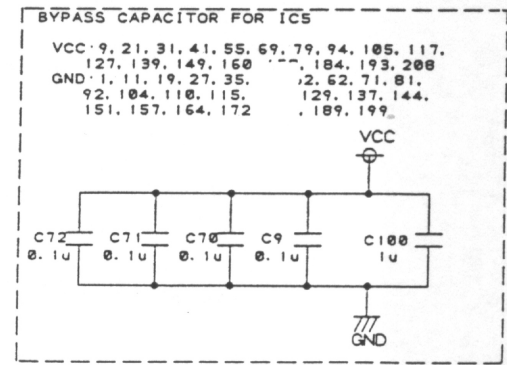 BYPASS CAPACITOR FOR IC5
VCC 9, 21, 31, 41, 55, 69, 79, 94, 105, 117,
127, 139, 149, 160 184, 193, 208
GND 1, 11, 19, 27, 35, 62, 71, 81,
92, 104, 110, 115, 129, 137, 144,
151, 157, 164, 172 , 189, 199
VCC
C72 C71 C70 C9 C100
0.1u 0.1u 0.1u 0.1u 1u
GND